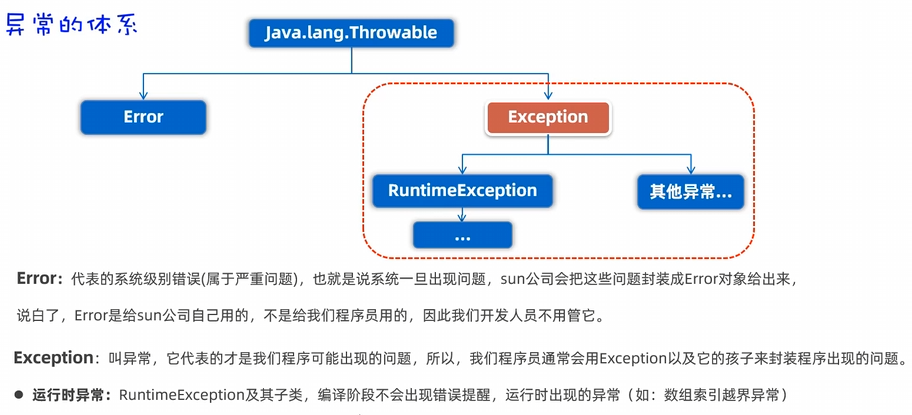 异常的体系
Java.lang.Throwable
Error
Exception
RuntimeException
其他异常...
...
Error：代表的系统级别错误(属于严重问题)，也就是说系统一旦出现问题，sun公司会把这些问题封装成Error对象给出来，
说白了，Error是给sun公司自己用的，不是给我们程序员用的，因此我们开发人员不用管它。
Exception：叫异常，它代表的才是我们程序可能出现的问题，所以，我们程序员通常会用Exception以及它的孩子来封装程序出现的问题。
● 运行时异常：RuntimeException及其子类，编译阶段不会出现错误提醒，运行时出现的异常（如：数组索引越界异常）